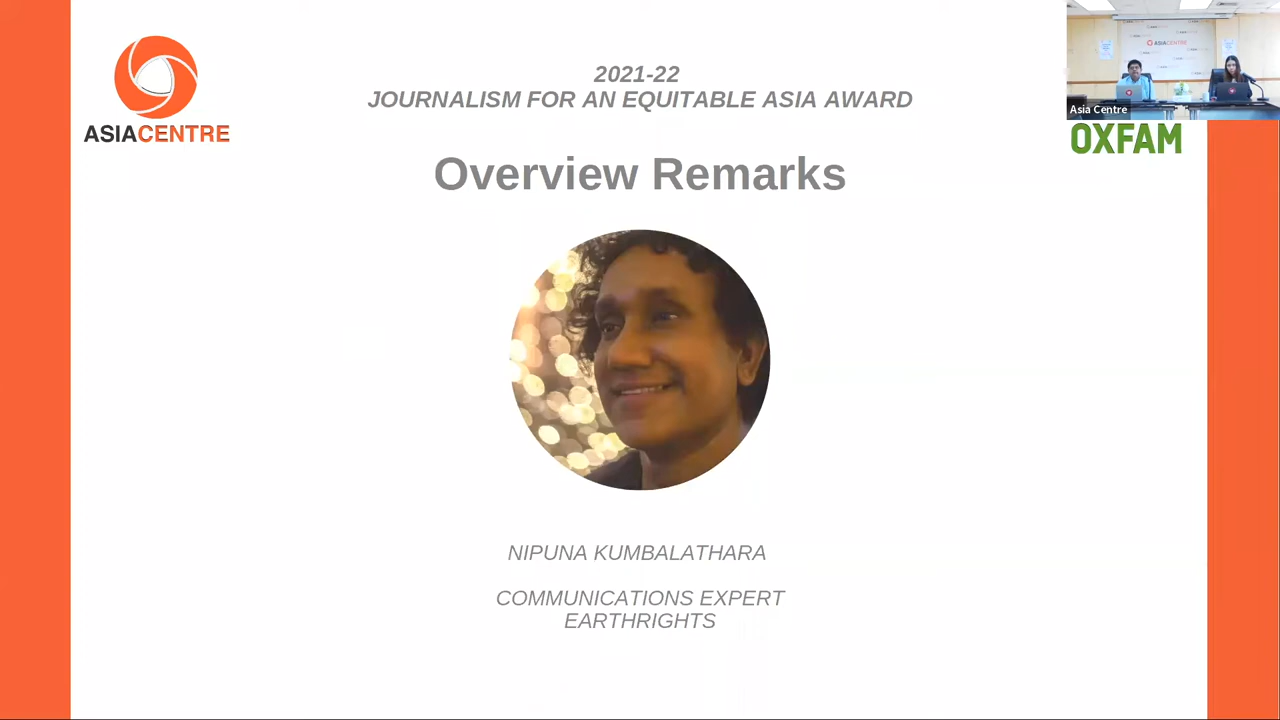 2021-22
JOURNALISM FOR AN EQUITABLE ASIA AWARD
ASIACENTRE
Overview Remarks
ASIACENTRE
Asia Centre
OXFAM
NIPUNA KUMBALATHARA
COMMUNICATIONS EXPERT
EARTHRIGHTS